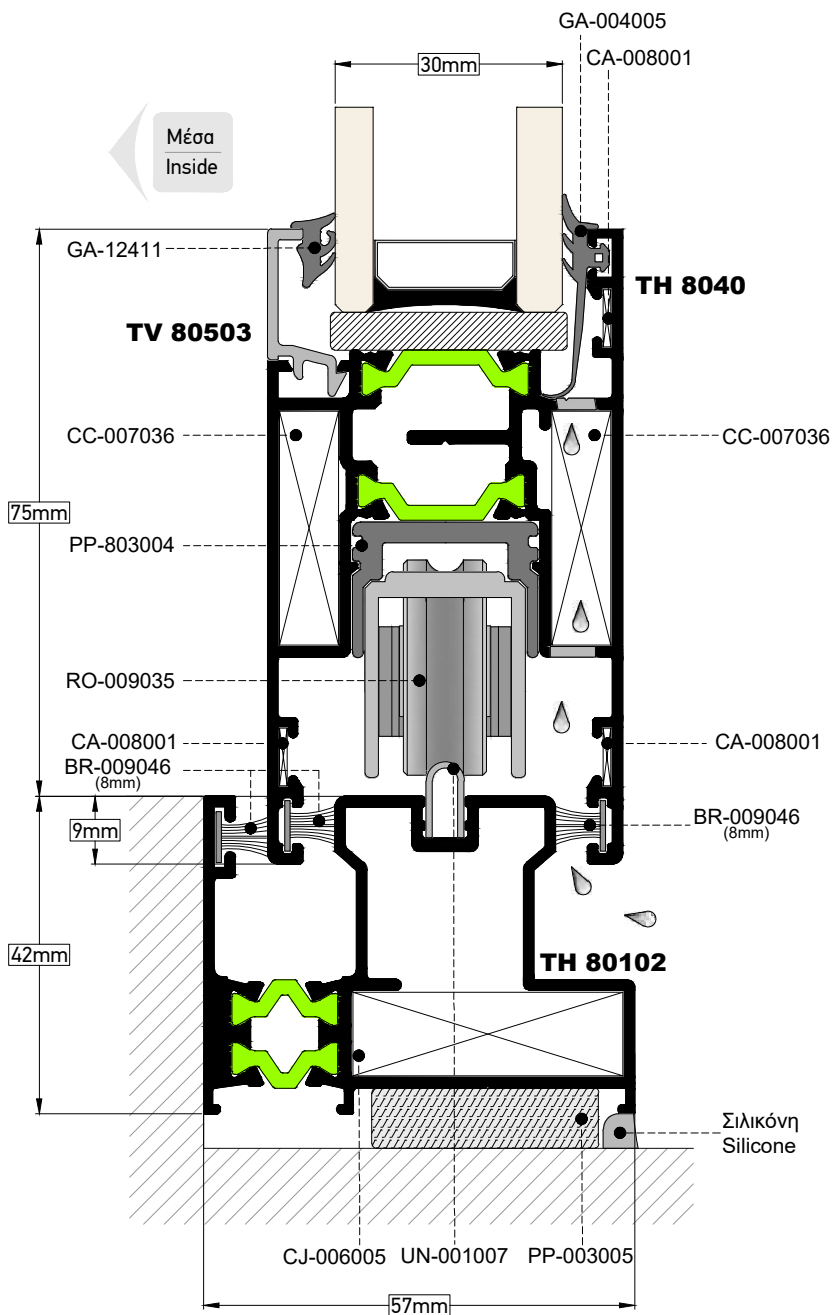 GA-004005
30mm
CA-008001
Μέσα
Inside
GA-12411
TH 8040
TV 80503
CC-007036
CC-007036
75mm
PP-803004
RO-009035
CA-008001
CA-008001
BR-009046
(8mm)
BR-009046
(8mm)
9mm
42mm
TH 80102
Σιλικόνη
Silicone
CJ-006005
UN-001007
PP-003005
57mm